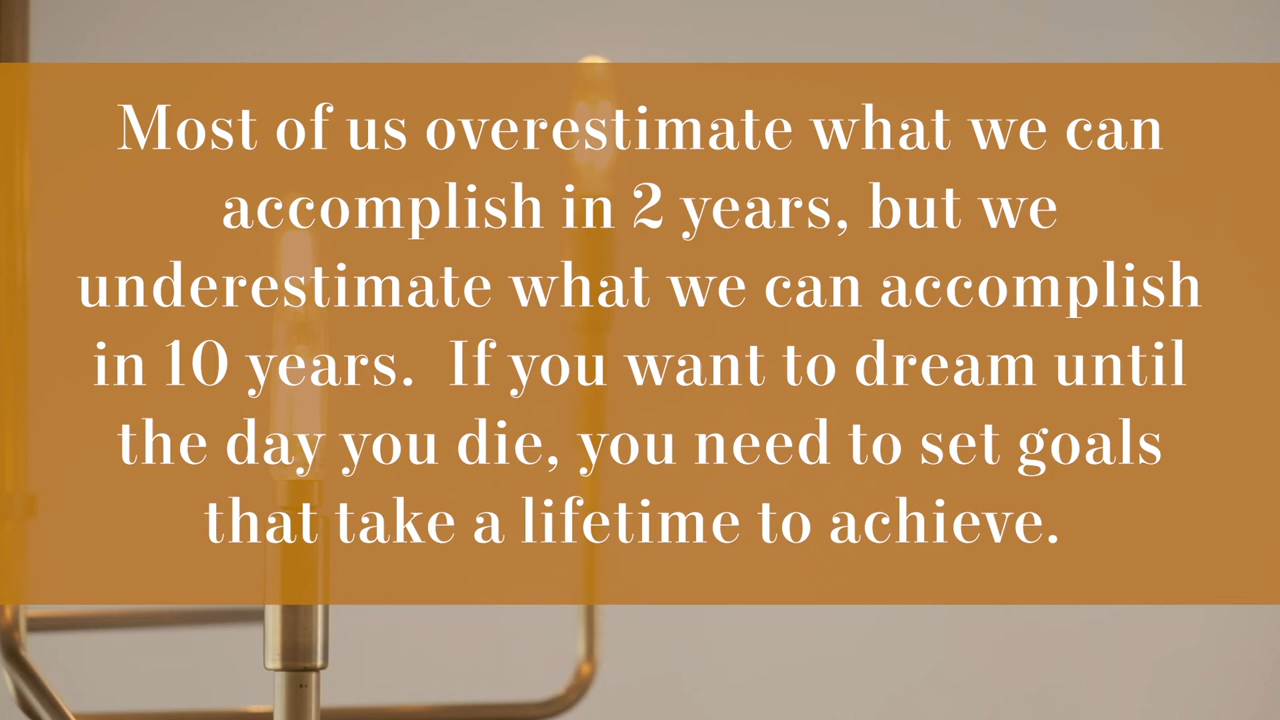 Most of us overestimate what we can
accomplish in 2 years, but we
underestimate what we can accomplish
in 10 years.  If you want to dream until
the day you die, you need to set goals
that take a lifetime to achieve.